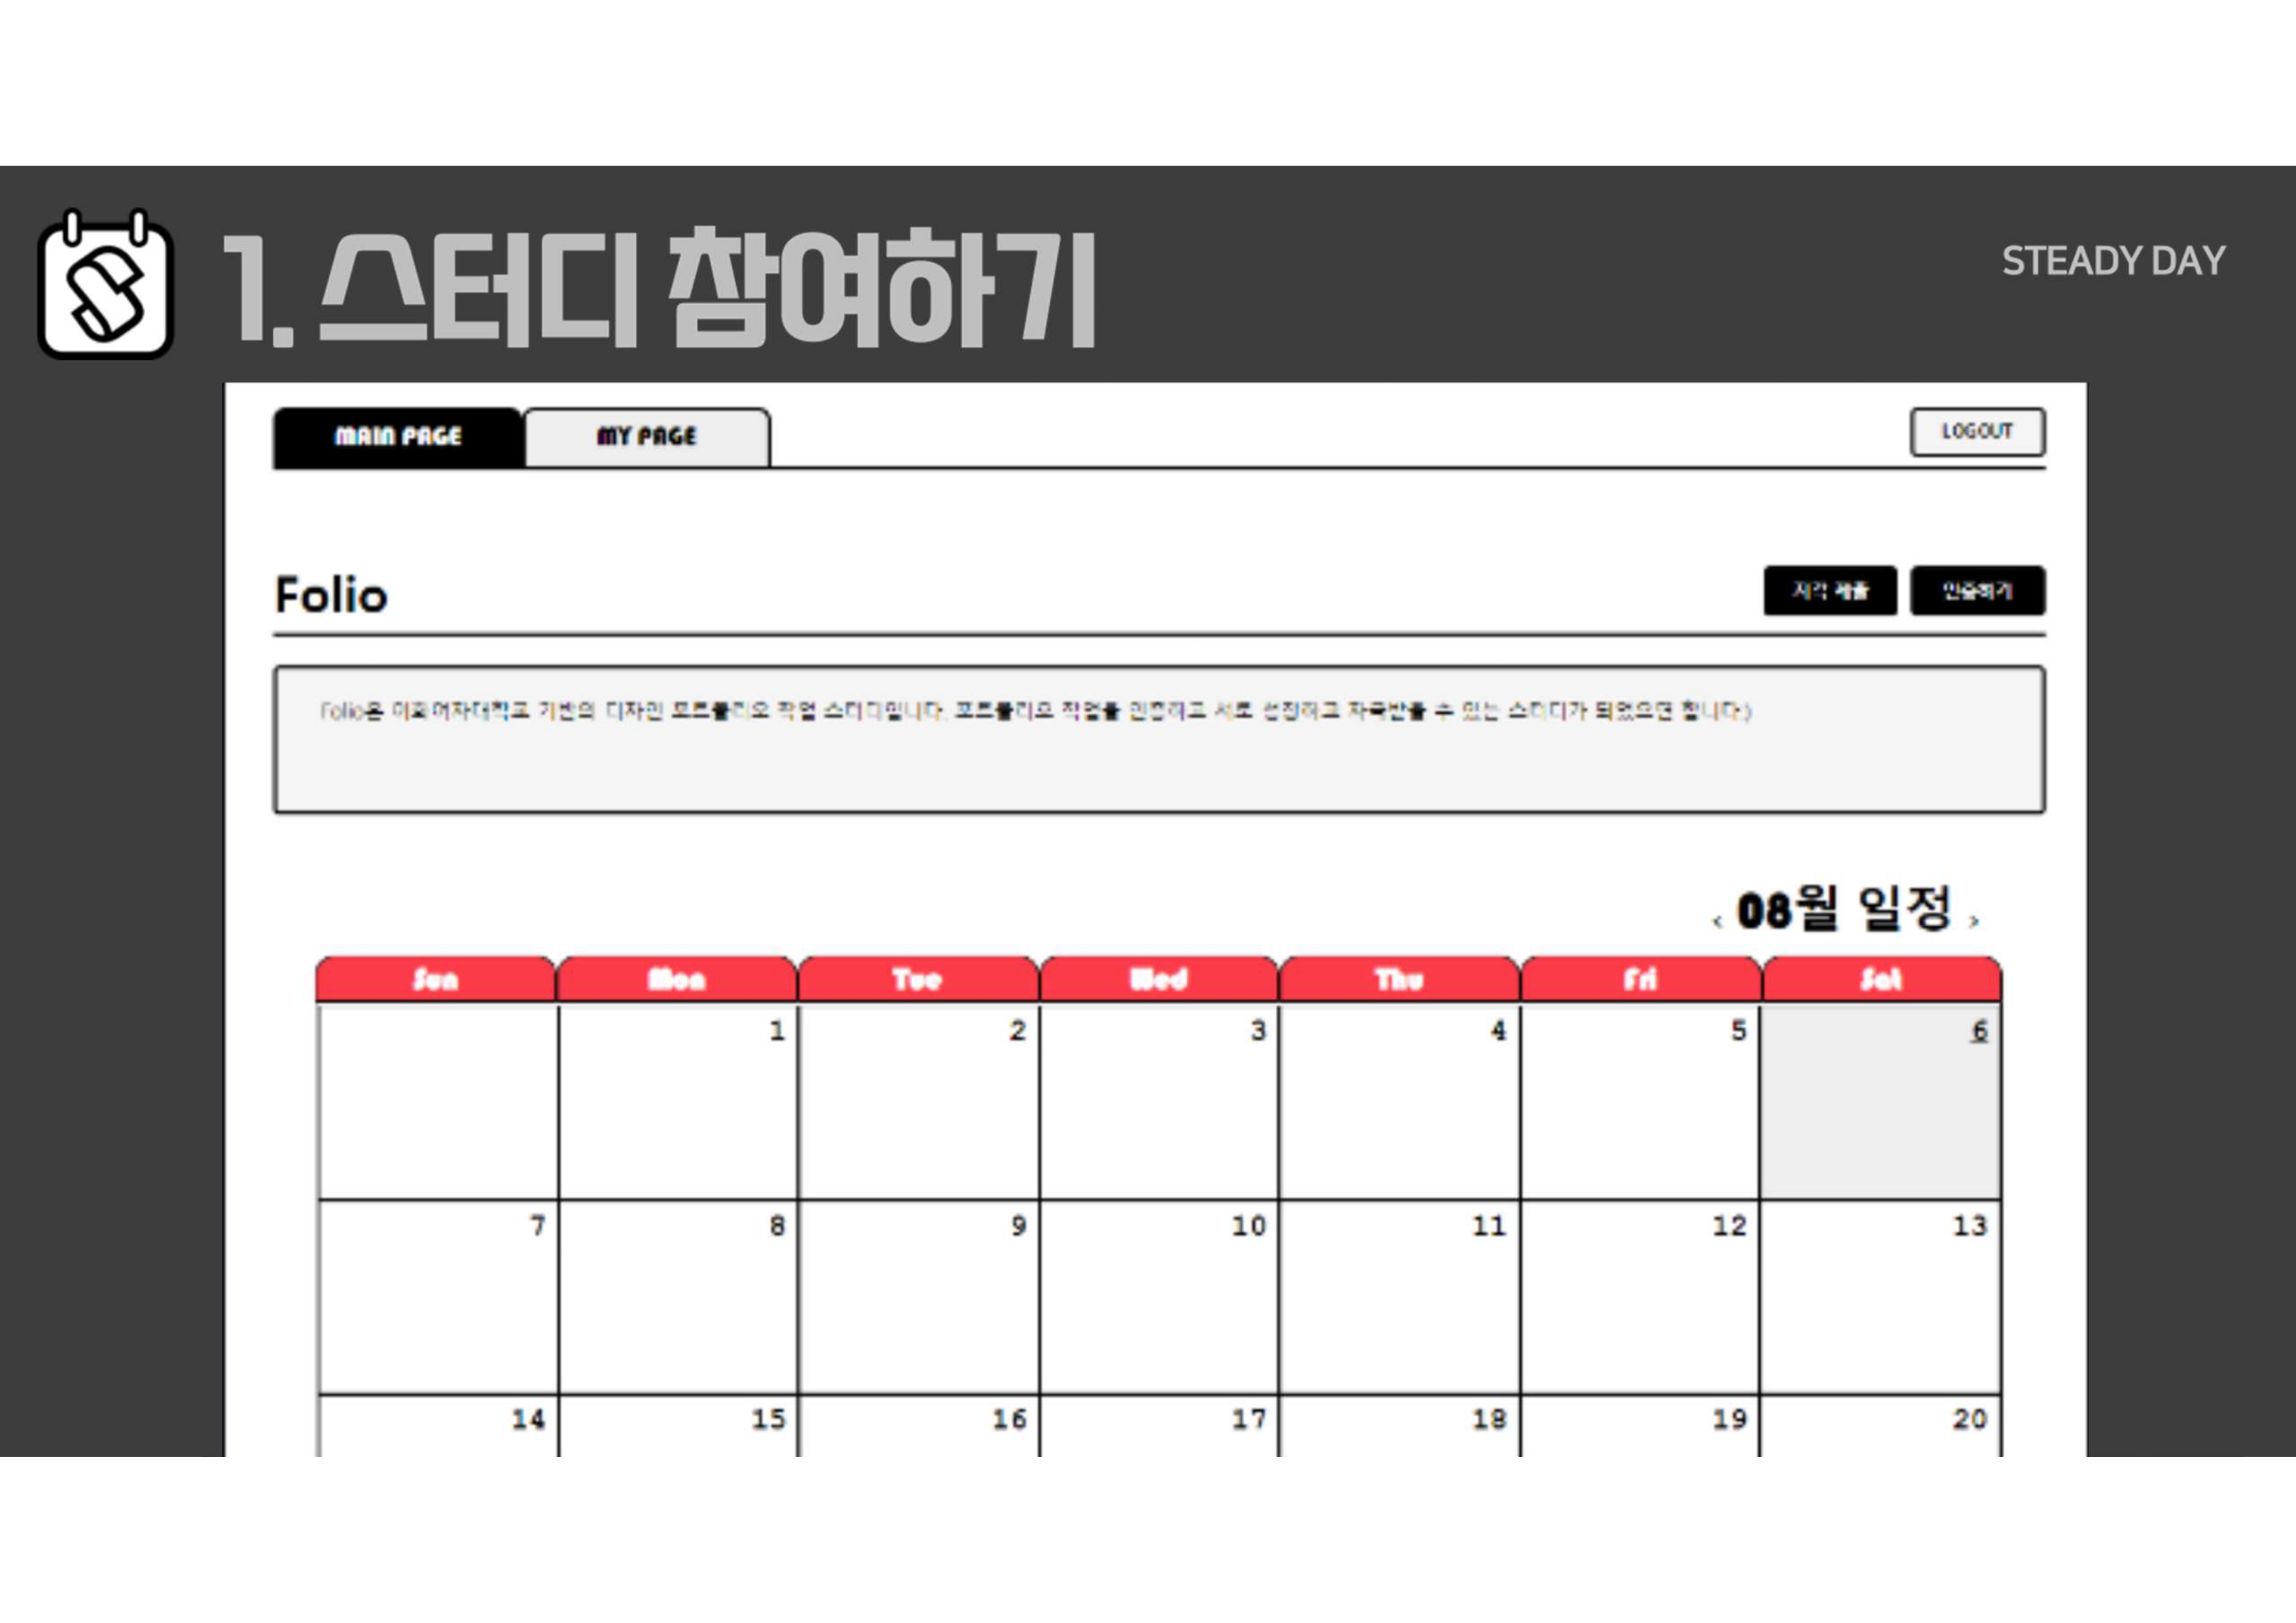 1. 스터디 참여하기
STEADY DAY
MAIN PAGE
MY PAGE
LOGOUT
Folio
지각 제출
인증하기
Folio은 이화여자대학교 기반의 디자인 포트폴리오 작업 스터디입니다. 포트폴리오 작업을 인증하고 서로 성장하고 자극받을 수 있는 스터디가 되었으면 합니다:)
‹ 08월 일정 ›
Sun Mon Tue Wed Thu Fri Sat
1 2 3 4 5 6
7 8 9 10 11 12 13
14 15 16 17 18 19 20